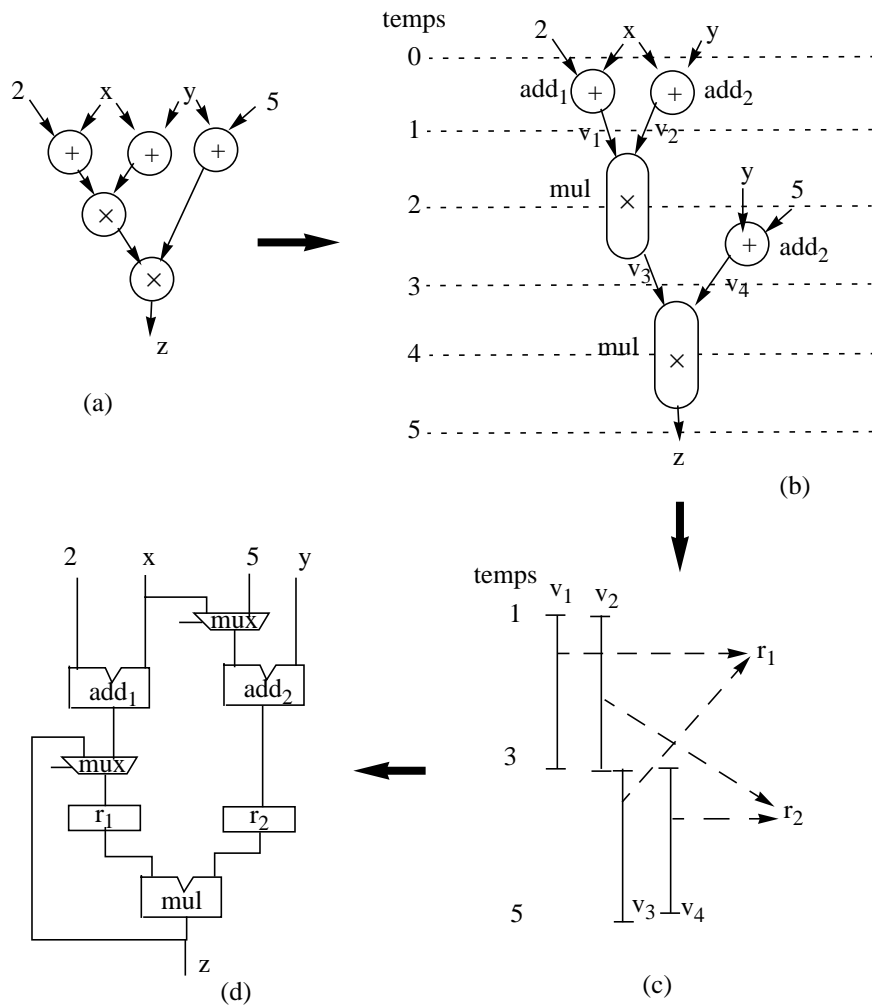 2 x y 5
+ + +
×
×
z
(a)
temps
0
1
2
3
4
5
2 x y
add1 + + add2
v1 v2
mul ×
y 5
+ add2
v3 v4
mul ×
z
(b)
temps
v1 v2
1
3
5
r1
r2
v3 v4
(c)
2 x 5 y
mux
add1 add2
mux
r1 r2
mul
z
(d)